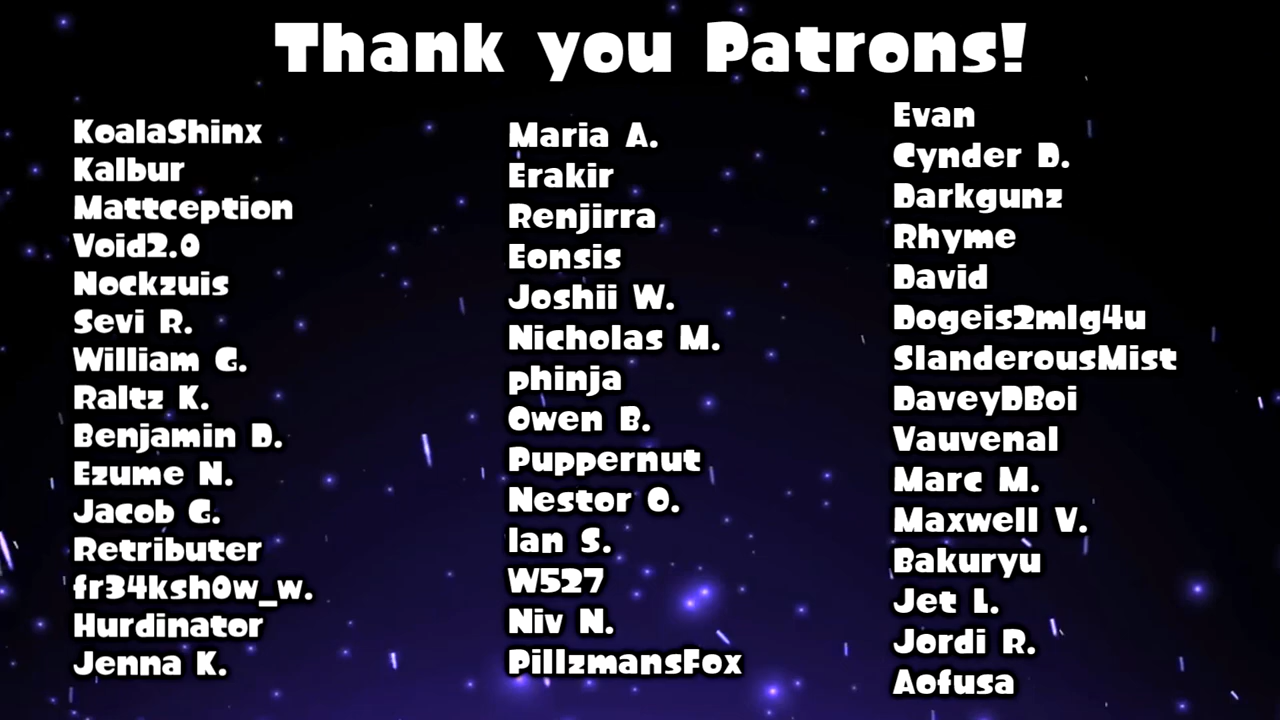 Thank you Patrons!
KoalaShinx
Kalbur
Mattception
Void2.0
Nockzuis
Sevi R.
William G.
Raltz K.
Benjamin D.
Ezume N.
Jacob G.
Retributer
fr34ksh0w_w.
Hurdinator
Jenna K.
Maria A.
Erakir
Renjirra
Eonsis
Joshii W.
Nicholas M.
phinja
Owen B.
Puppernut
Nestor O.
Ian S.
W527
Niv N.
PillzmansFox
Evan
Cynder D.
Darkgunz
Rhyme
David
Dogeis2mlg4u
SlanderousMist
DaveyDBoi
Vauvenal
Marc M.
Maxwell V.
Bakuryu
Jet L.
Jordi R.
Aofusa